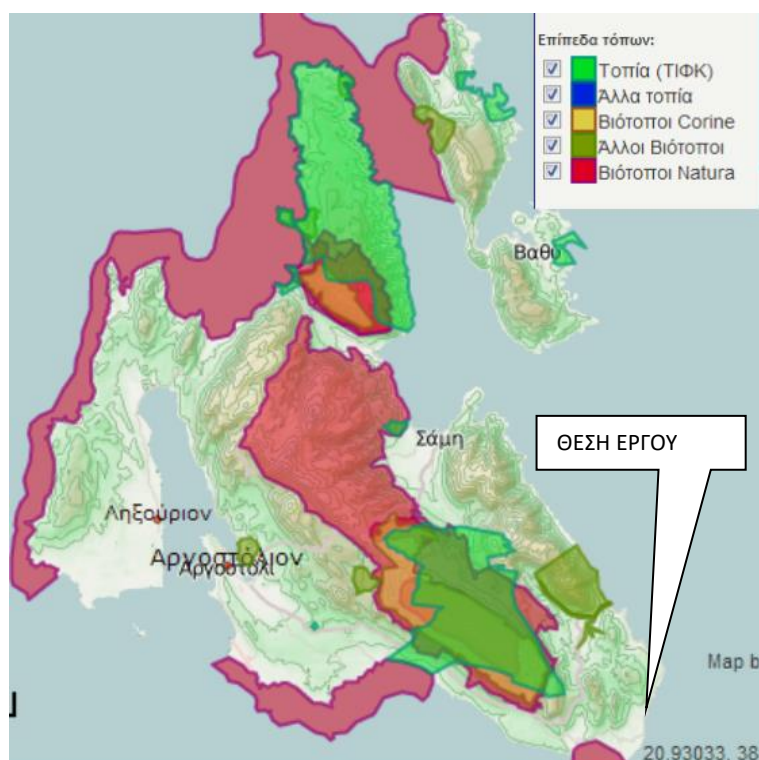 Επίπεδα τόπων:
Τοπία (ΤΙΦΚ)
Άλλα τοπία
Βιότοποι Corine
Άλλοι Βιότοποι
Βιότοποι Natura
Βαθύ
Σάμη
ΘΕΣΗ ΕΡΓΟΥ
Ληξούριον
Αργοστόλιον
Αργοστόλι
Map b
20.93033, 38